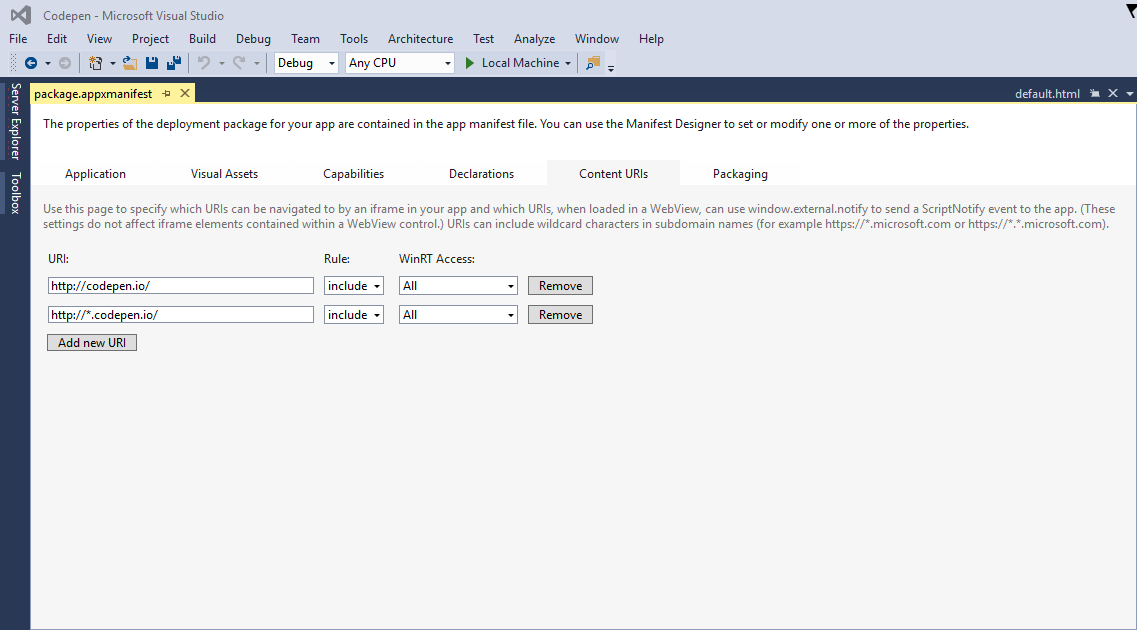 Codepen - Microsoft Visual Studio
File Edit View Project Build Debug Team Tools Architecture Test Analyze Window Help
Debug Any CPU Local Machine
Server Explorer
Toolbox
package.appxmanifest default.html
The properties of the deployment package for your app are contained in the app manifest file. You can use the Manifest Designer to set or modify one or more of the properties.
Application Visual Assets Capabilities Declarations Content URIs Packaging
Use this page to specify which URIs can be navigated to by an iframe in your app and which URIs, when loaded in a WebView, can use window.external.notify to send a ScriptNotify event to the app. (These
settings do not affect iframe elements contained within a WebView control.) URIs can include wildcard characters in subdomain names (for example https://*.microsoft.com or https://*.*.microsoft.com).
URI: Rule: WinRT Access:
http://codepen.io/ include All Remove
http://*.codepen.io/ include All Remove
Add new URI